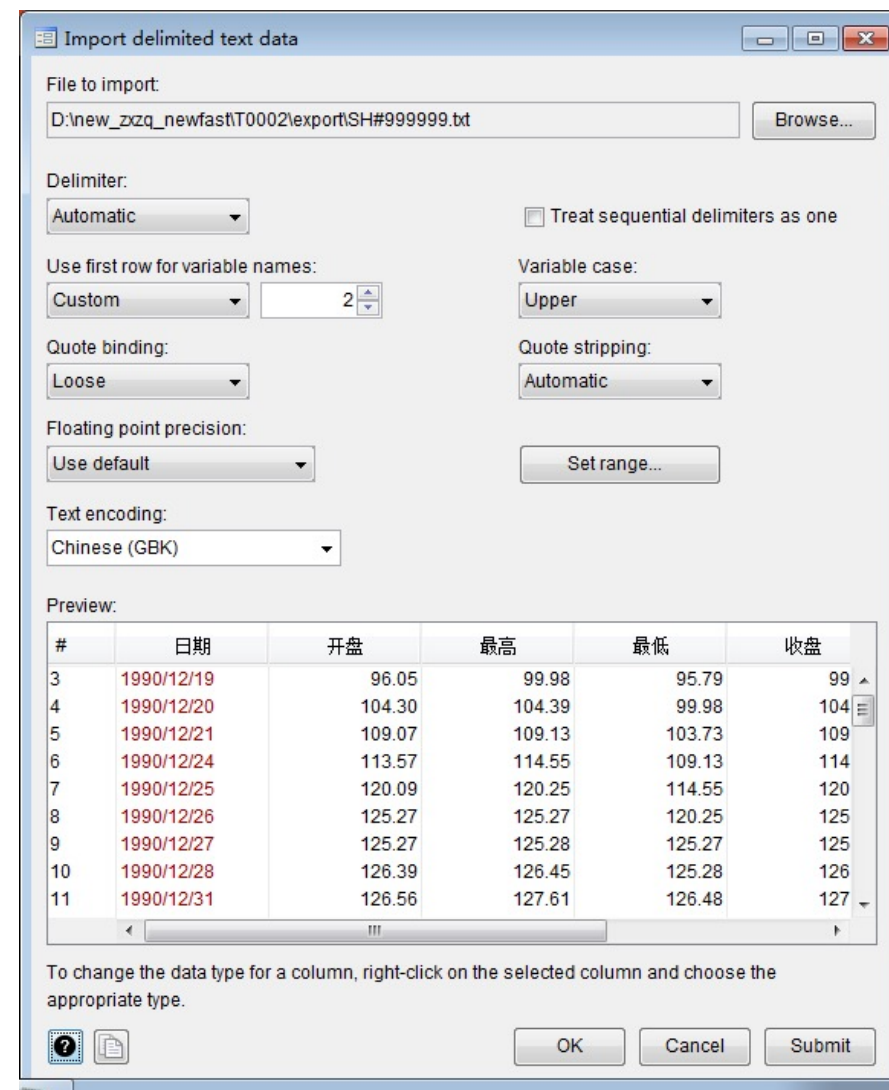 Import delimited text data
File to import:
D:\new_zxzq_newfast\T0002\export\SH#999999.txt Browse...
Delimiter:
Automatic Treat sequential delimiters as one
Use first row for variable names: Variable case:
Custom 2 Upper
Quote binding: Quote stripping:
Loose Automatic
Floating point precision:
Use default Set range...
Text encoding:
Chinese (GBK)
Preview:
# 日期 开盘 最高 最低 收盘
3 1990/12/19 96.05 99.98 95.79 99
4 1990/12/20 104.30 104.39 99.98 104
5 1990/12/21 109.07 109.13 103.73 109
6 1990/12/24 113.57 114.55 109.13 114
7 1990/12/25 120.09 120.25 114.55 120
8 1990/12/26 125.27 125.27 120.25 125
9 1990/12/27 125.27 125.28 125.27 125
10 1990/12/28 126.39 126.45 125.28 126
11 1990/12/31 126.56 127.61 126.48 127
To change the data type for a column, right-click on the selected column and choose the
appropriate type.
? OK Cancel Submit